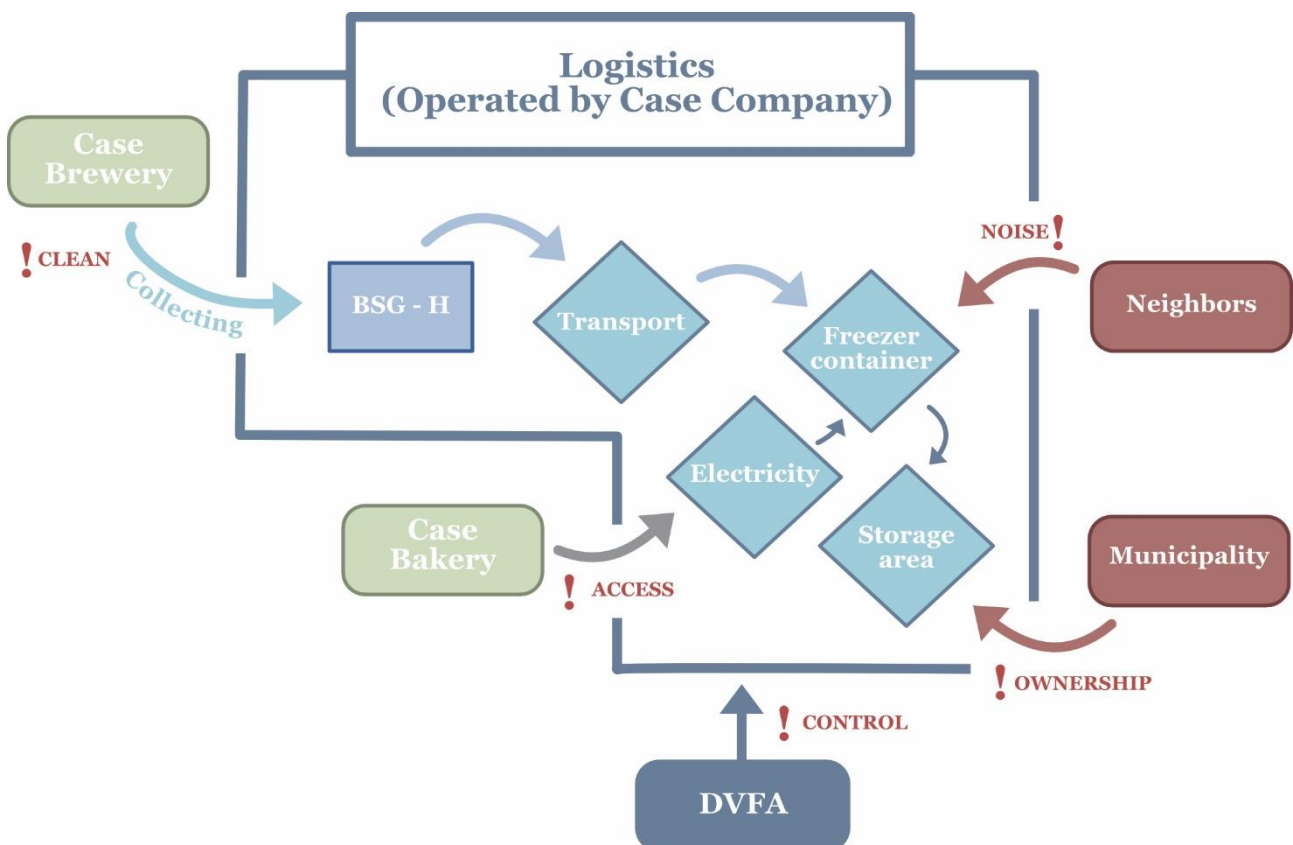 Logistics
(Operated by Case Company)
Case
Brewery
! CLEAN
Collecting
BSG - H
Transport
Freezer
container
NOISE!
Neighbors
Electricity
Storage
area
Case
Bakery
! ACCESS
Municipality
! OWNERSHIP
! CONTROL
DVFA